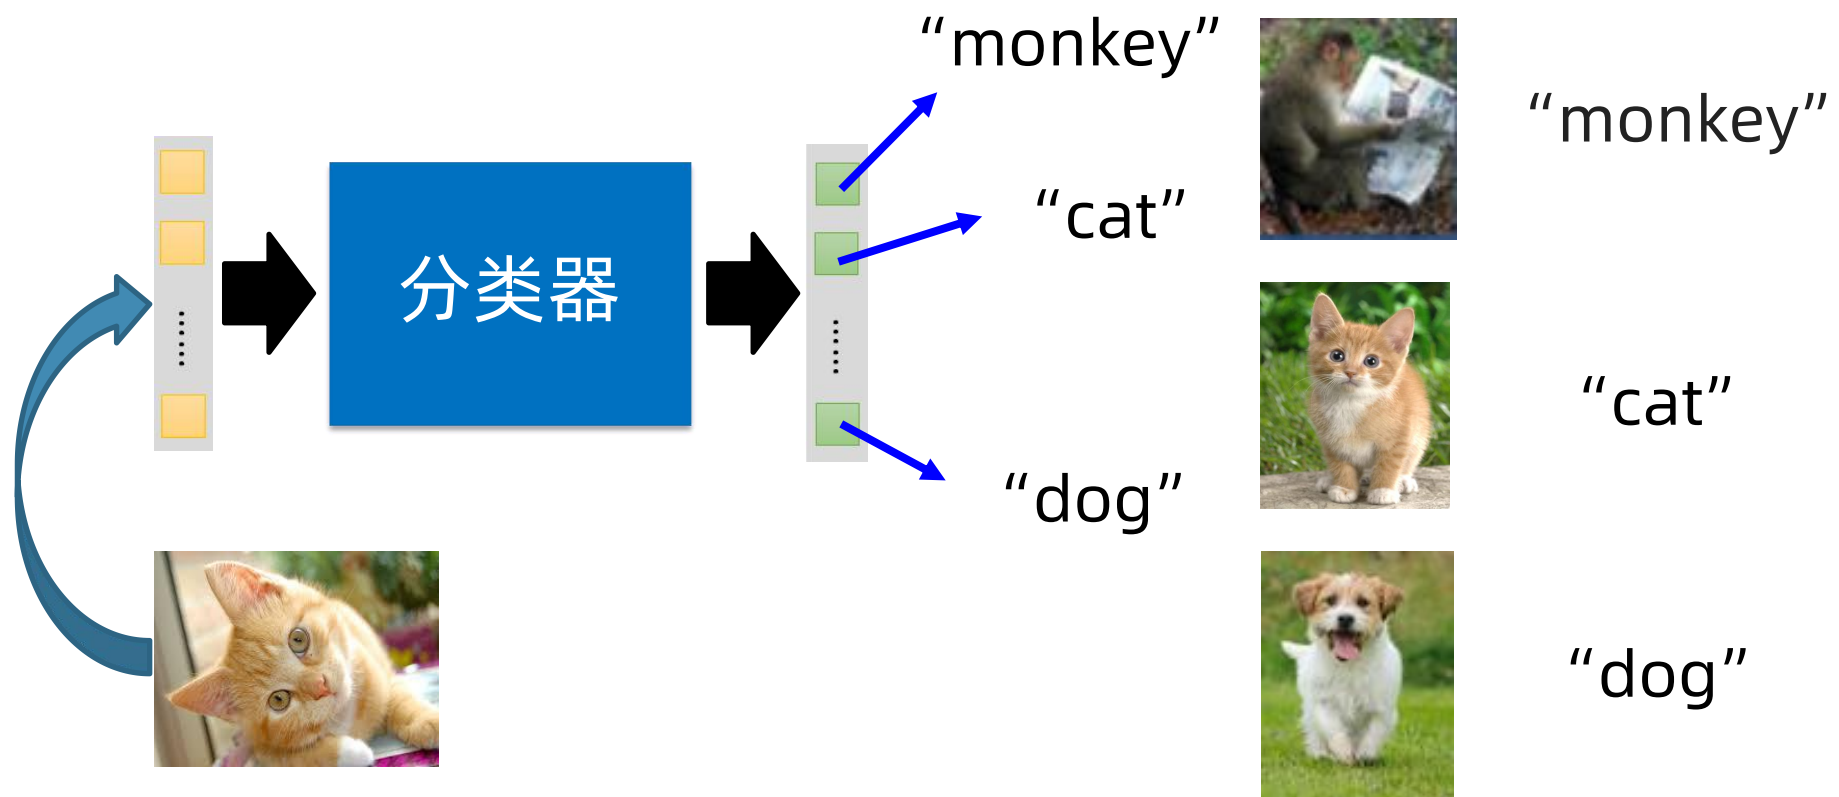 “monkey”
“monkey”
“cat”
分类器
“cat”
“dog”
“dog”